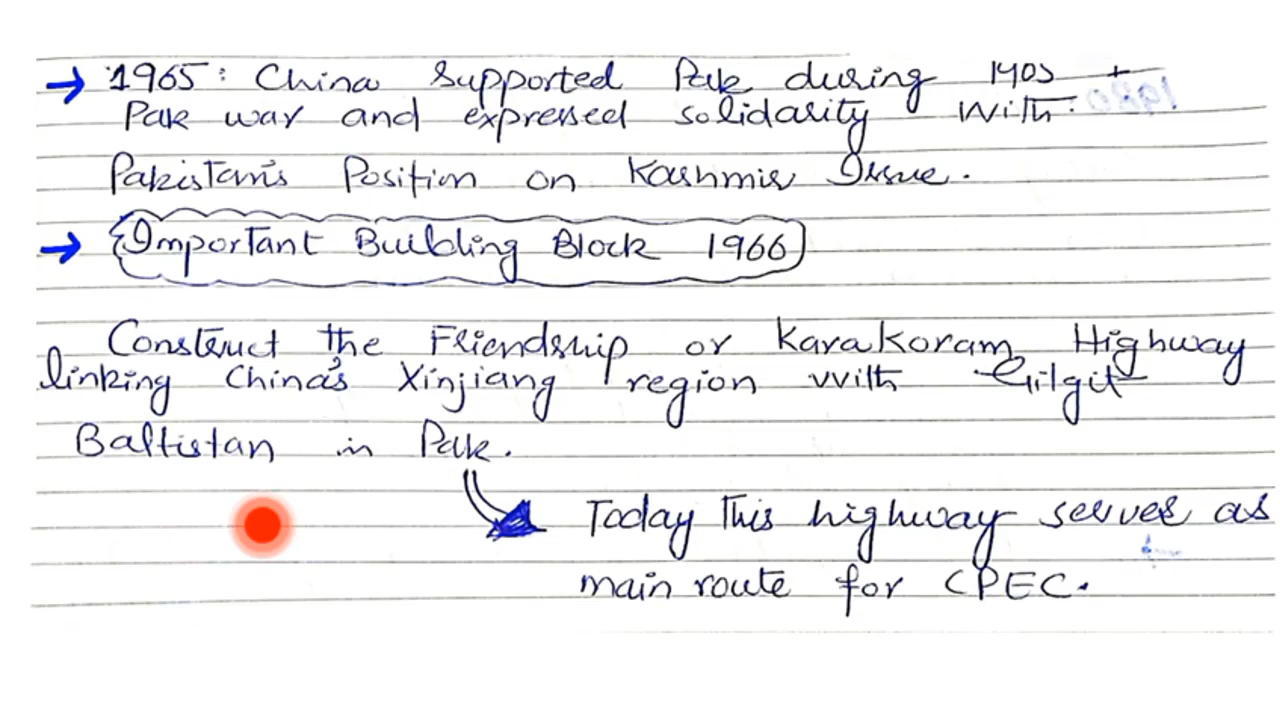 → 1965: China supported Pak during 1965
Pak war and expressed solidarity with
Pakistan's Position on Kashmir Issue.
→ Important Building Block 1966
Construct the Friendship or Karakoram Highway
linking China's Xinjiang region with Gilgit
Baltistan in Pak.
Today this highway serves as
main route for CPEC.